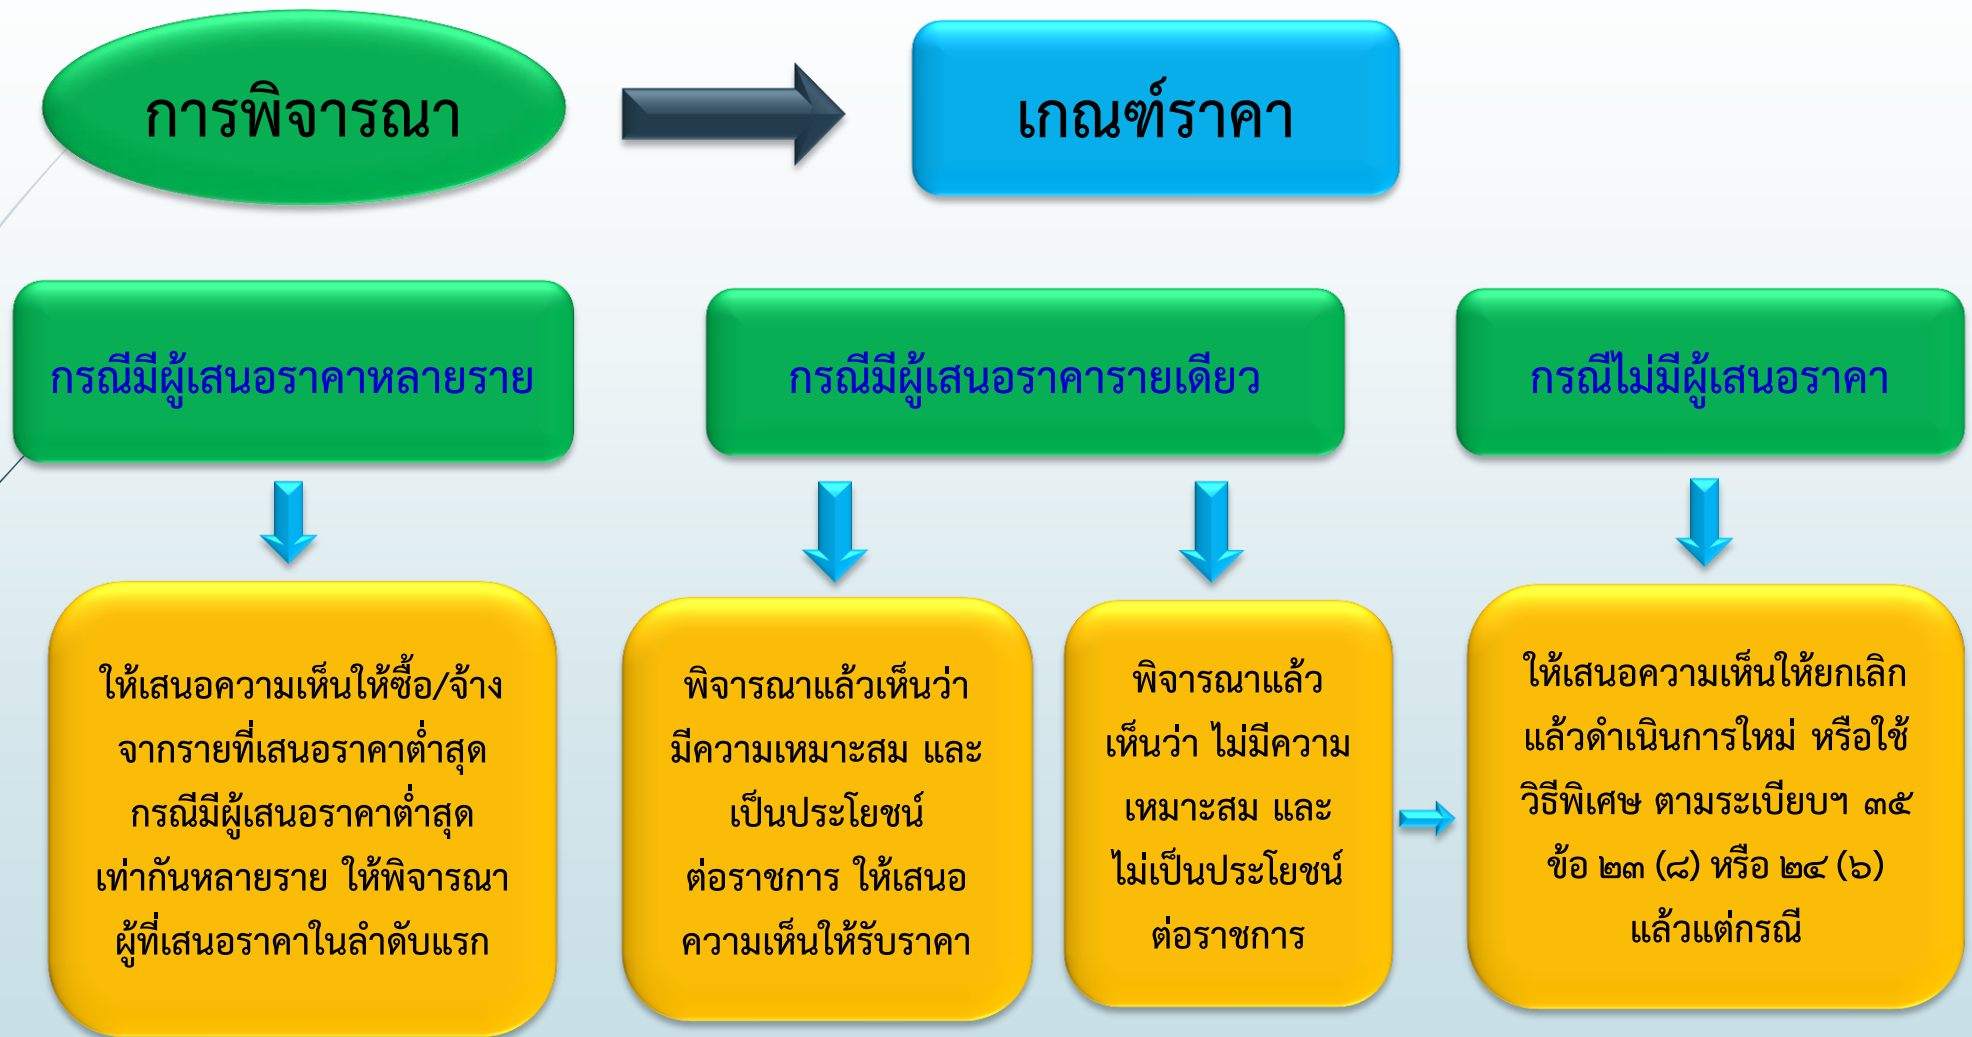 การพิจารณา
เกณฑ์ราคา
กรณีมีผู้เสนอราคาหลายราย
กรณีมีผู้เสนอราคารายเดียว
กรณีไม่มีผู้เสนอราคา
ให้เสนอความเห็นให้ซื้อ/จ้าง
จากรายที่เสนอราคาต่ำสุด
กรณีมีผู้เสนอราคาต่ำสุด
เท่ากันหลายราย ให้พิจารณา
ผู้ที่เสนอราคาในลำดับแรก
พิจารณาแล้วเห็นว่า
มีความเหมาะสม และ
เป็นประโยชน์
ต่อราชการ ให้เสนอ
ความเห็นให้รับราคา
พิจารณาแล้ว
เห็นว่า ไม่มีความ
เหมาะสม และ
ไม่เป็นประโยชน์
ต่อราชการ
ให้เสนอความเห็นให้ยกเลิก
แล้วดำเนินการใหม่ หรือใช้
วิธีพิเศษ ตามระเบียบฯ ๓๕
ข้อ ๒๓ (๘) หรือ ๒๔ (๖)
แล้วแต่กรณี